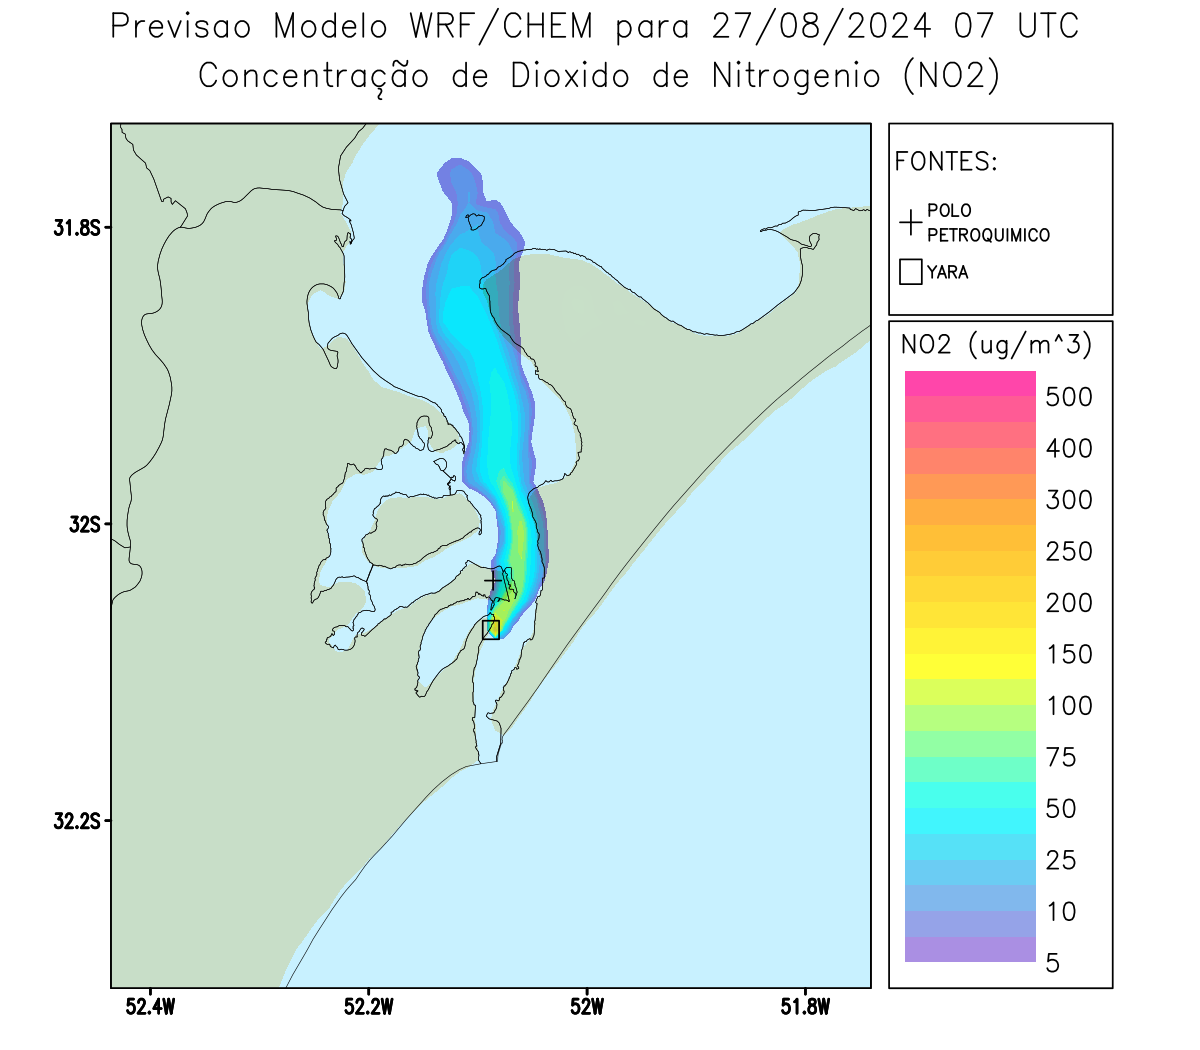 Previsao Modelo WRF/CHEM para 27/08/2024 07 UTC
Concentração de Dioxido de Nitrogenio (NO2)
FONTES:
POLO
PETROQUIMICO
YARA
31.8S
32S
32.2S
52.4W
52.2W
52W
51.8W
NO2 (ug/m^3)
500
400
300
250
200
150
100
75
50
25
10
5